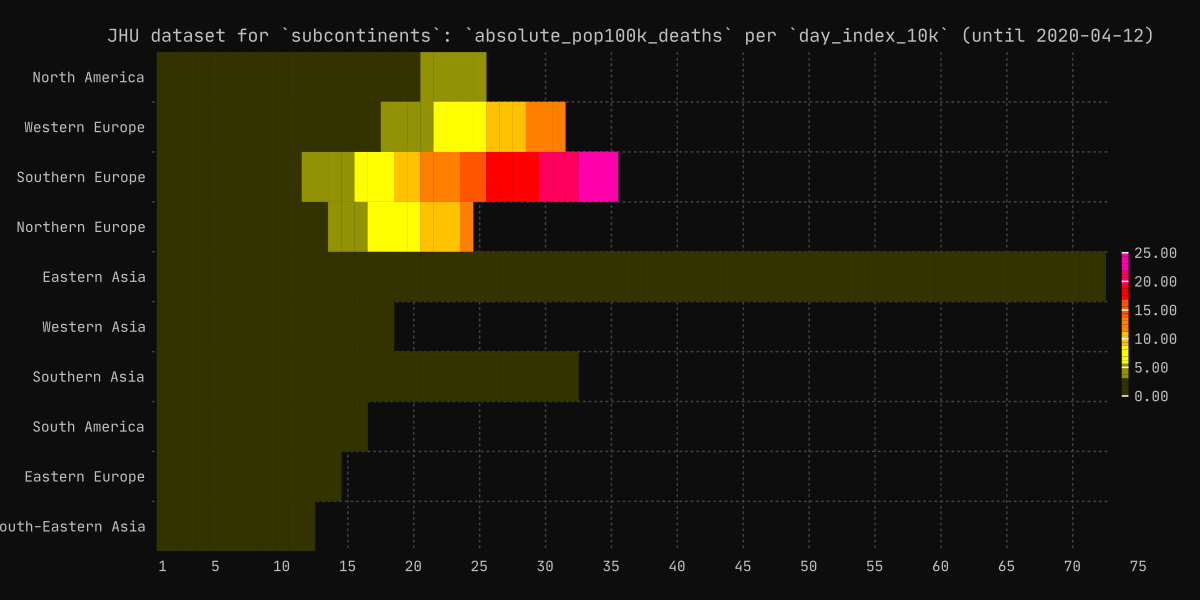 JHU dataset for `subcontinents`: `absolute_pop100k_deaths` per `day_index_10k` (until 2020-04-12)
North America
Western Europe
Southern Europe
Northern Europe
Eastern Asia
Western Asia
Southern Asia
South America
Eastern Europe
outh-Eastern Asia
25.00
20.00
15.00
10.00
5.00
0.00
1 5 10 15 20 25 30 35 40 45 50 55 60 65 70 75